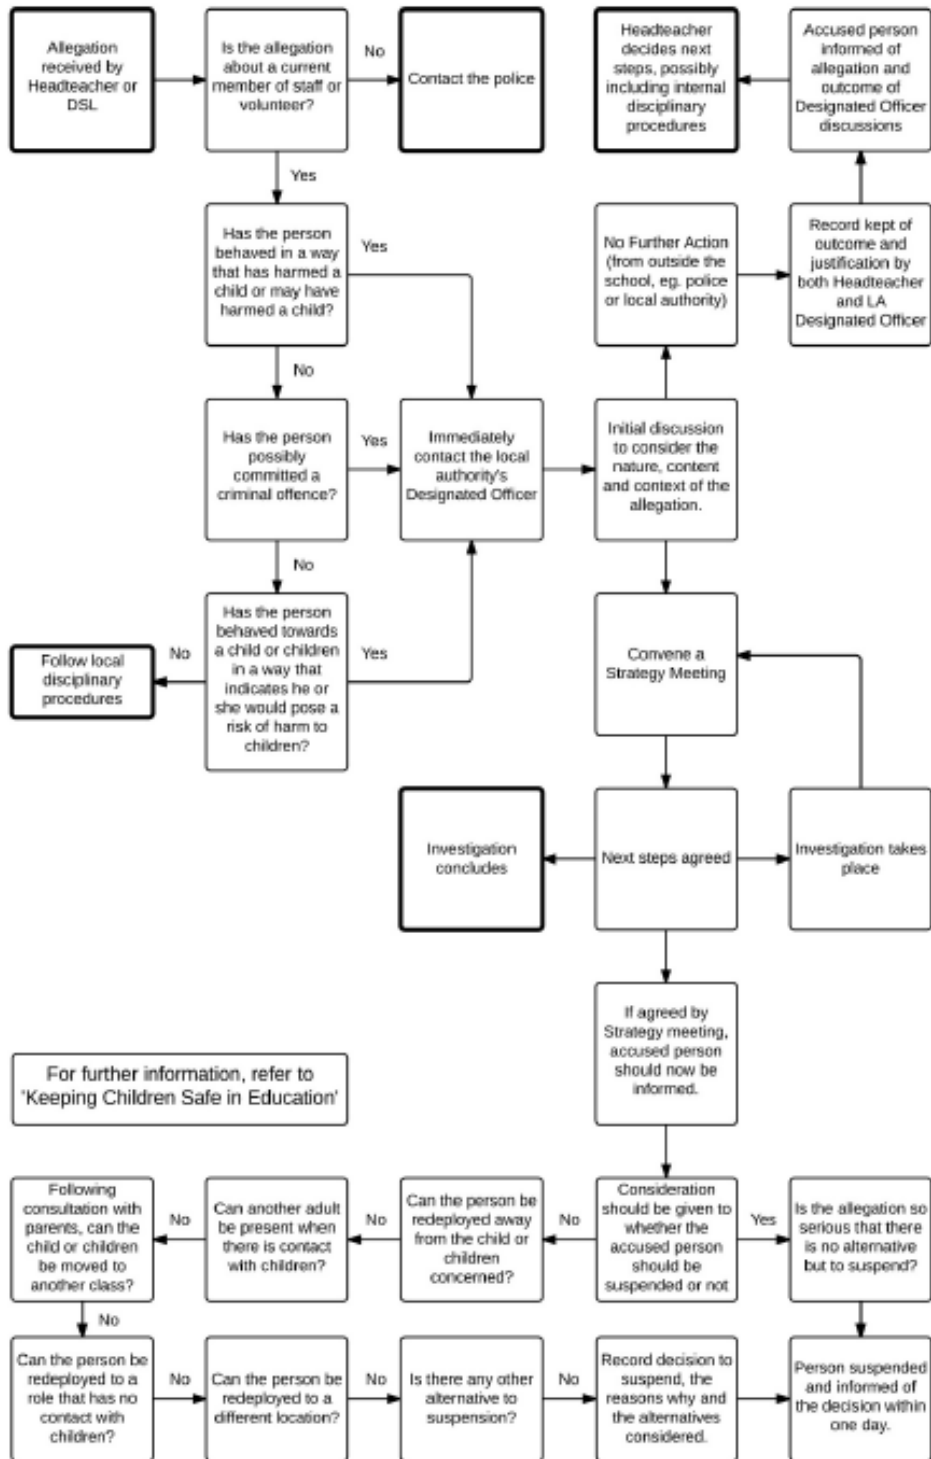 Allegation
received by
Headteacher or
DSL
Is the allegation
about a current
member of staff or
volunteer?
No
Contact the police
Headteacher
decides next
steps, possibly
including internal
disciplinary
procedures
Accused person
informed of
allegation and
outcome of
Designated Officer
discussions
Yes
Has the person
behaved in a way
that has harmed a
child or may have
harmed a child?
Yes
No Further Action
(from outside the
school, eg. police
or local authority)
Record kept of
outcome and
justification by
both Headteacher
and LA
Designated Officer
No
Has the person
possibly
committed a
criminal offence?
Yes
Immediately
contact the local
authority's
Designated Officer
Initial discussion
to consider the
nature, content
and context of the
allegation.
No
Follow local
disciplinary
procedures
No
Has the person
behaved towards
a child or children
in a way that
indicates he or
she would pose a
risk of harm to
children?
Yes
Convene a
Strategy Meeting
Investigation
concludes
Next steps agreed
Investigation takes
place
If agreed by
Strategy meeting,
accused person
should now be
informed.
For further information, refer to
'Keeping Children Safe in Education'
Following
consultation with
parents, can the
child or children
be moved to
another class?
No
Can another adult
be present when
there is contact
with children?
No
Can the person be
redeployed away
from the child or
children
concerned?
No
Consideration
should be given to
whether the
accused person
should be
suspended or not
Yes
Is the allegation so
serious that there
is no alternative
but to suspend?
No
Can the person be
redeployed to a
role that has no
contact with
children?
No
Can the person be
redeployed to a
different location?
No
Is there any other
alternative to
suspension?
No
Record decision to
suspend, the
reasons why and
the alternatives
considered.
Person suspended
and informed of
the decision within
one day.